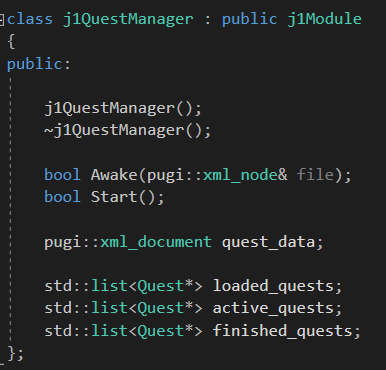 class j1QuestManager : public j1Module
{
public:
j1QuestManager();
~j1QuestManager();
bool Awake(pugi::xml_node& file);
bool Start();
pugi::xml_document quest_data;
std::list<Quest*> loaded_quests;
std::list<Quest*> active_quests;
std::list<Quest*> finished_quests;
};